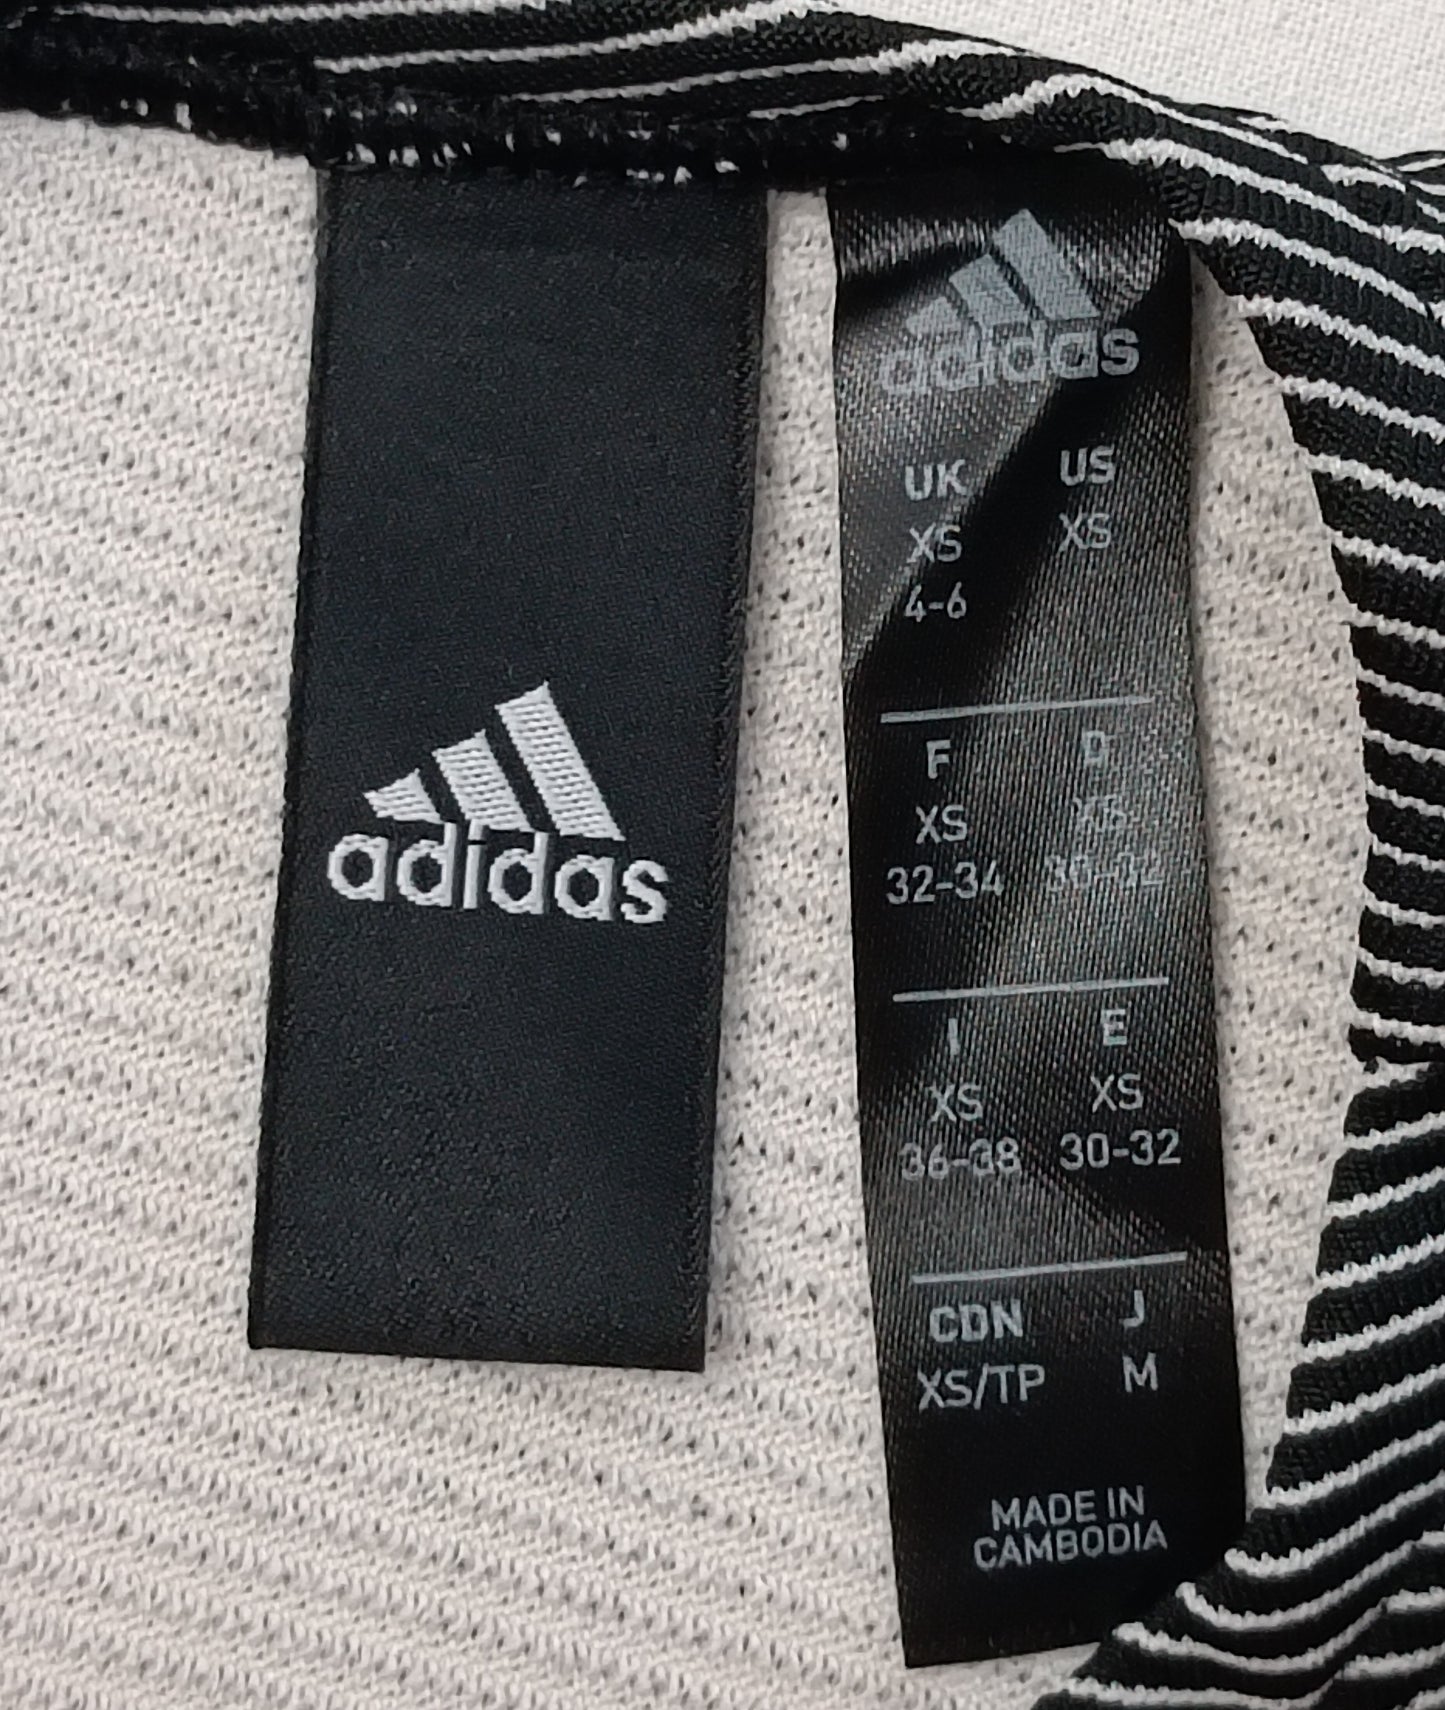 adidas
adidas
UK US
XS XS
4-6
F D
XS XS
32-34 30-32
I E
XS XS
36-38 30-32
CDN J
XS/TP M
MADE IN
CAMBODIA